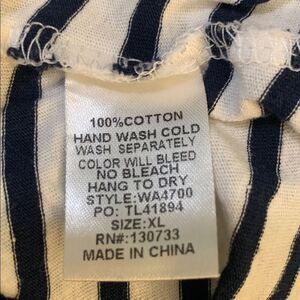 100%COTTON
HAND WASH COLD
WASH SEPARATELY
COLOR WILL BLEED
NO BLEACH
HANG TO DRY
STYLE:WA4700
PO: TL41894
SIZE:XL
RN#:130733
MADE IN CHINA